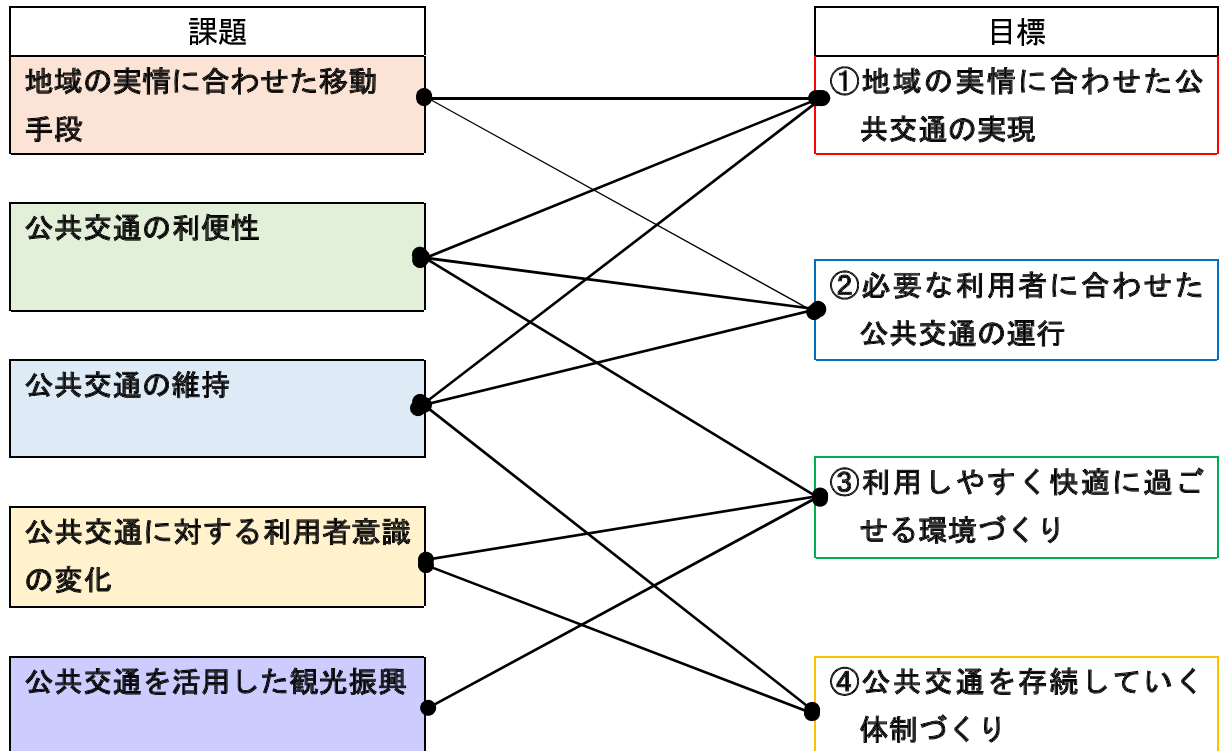 課題
地域の実情に合わせた移動
手段
公共交通の利便性
公共交通の維持
公共交通に対する利用者意識
の変化
公共交通を活用した観光振興
目標
①地域の実情に合わせた公
共交通の実現
②必要な利用者に合わせた
公共交通の運行
③利用しやすく快適に過ご
せる環境づくり
④公共交通を存続していく
体制づくり